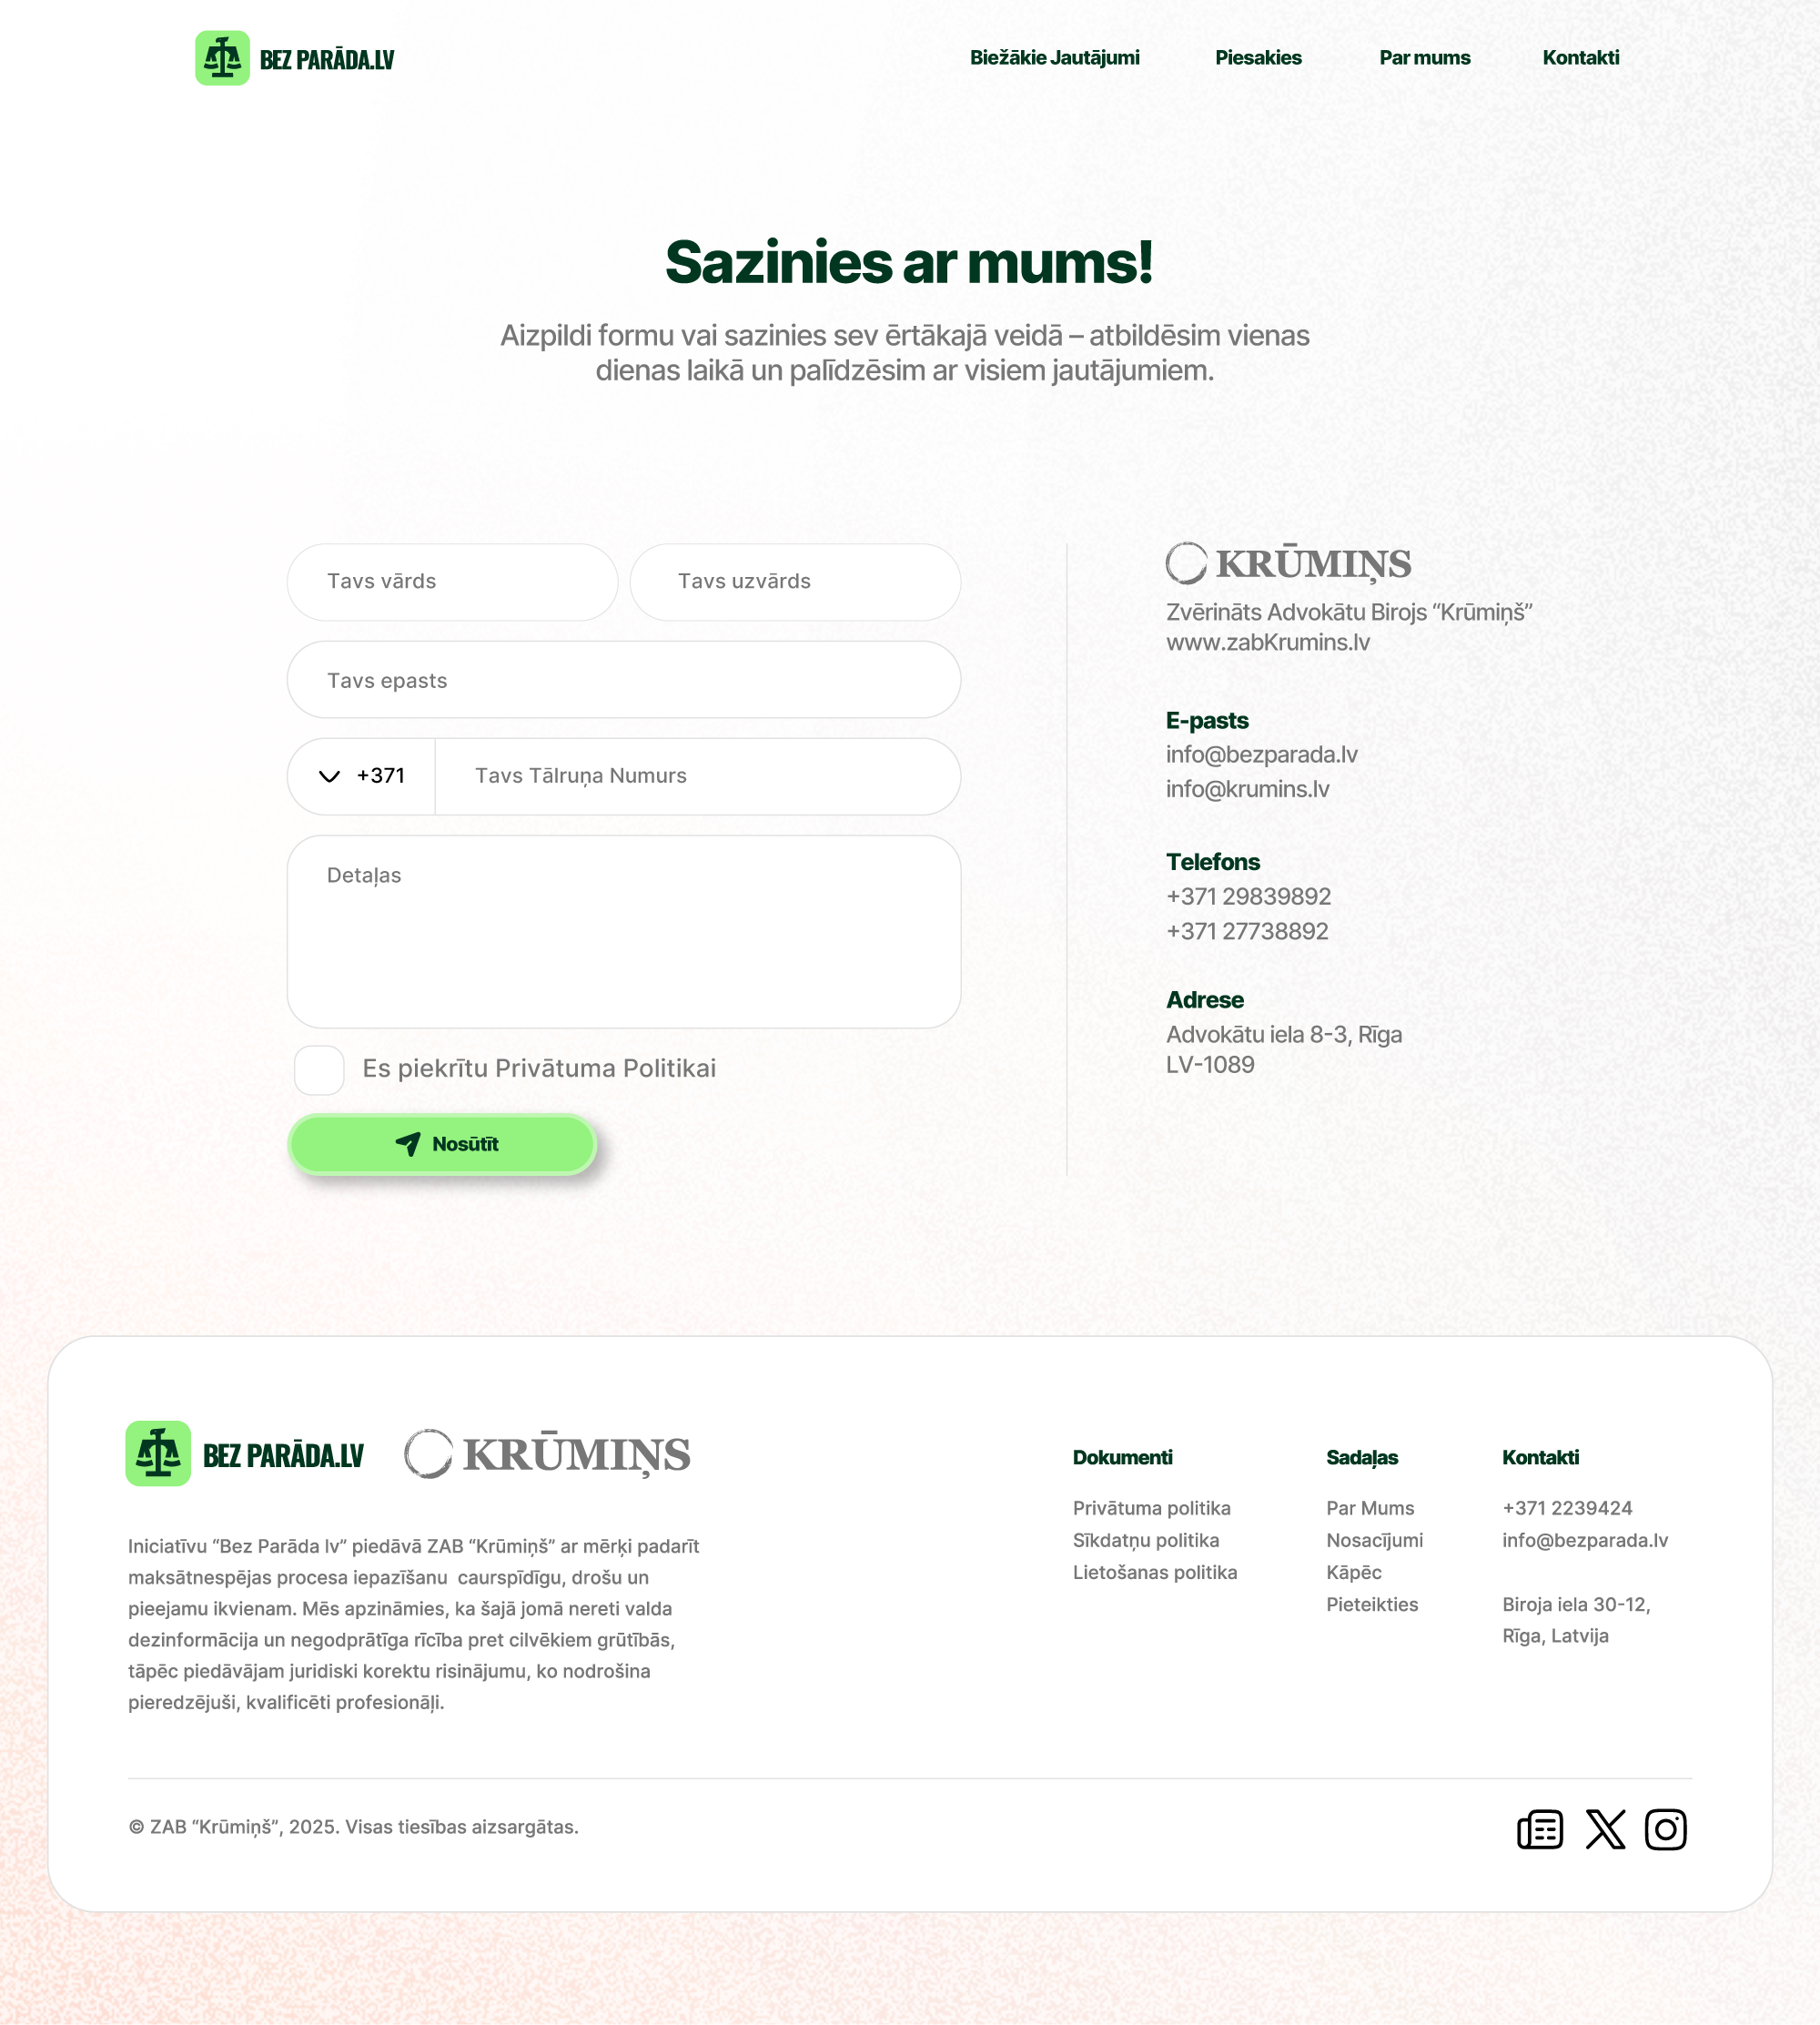 BEZ PARĀDA.LV
Biežākie Jautājumi
Piesakies
Par mums
Kontakti
Sazinies ar mums!
Aizpildi formu vai sazinies sev ērtākajā veidā – atbildēsim vienas
dienas laikā un palīdzēsim ar visiem jautājumiem.
Tavs vārds
Tavs uzvārds
Tavs epasts
+371
Tavs Tālruņa Numurs
Detaļas
Es piekrītu Privātuma Politikai
Nosūtīt
KRŪMIŅS
Zvērināts Advokātu Birojs “Krūmiņš”
www.zabKrumins.lv
E-pasts
info@bezparada.lv
info@krumins.lv
Telefons
+371 29839892
+371 27738892
Adrese
Advokātu iela 8-3, Rīga
LV-1089
BEZ PARĀDA.LV
KRŪMIŅS
Iniciatīvu “Bez Parāda lv” piedāvā ZAB “Krūmiņš” ar mērķi padarīt
maksātnespējas procesa iepazīšanu  caurspīdīgu, drošu un
pieejamu ikvienam. Mēs apzināmies, ka šajā jomā nereti valda
dezinformācija un negodprātīga rīcība pret cilvēkiem grūtībās,
tāpēc piedāvājam juridiski korektu risinājumu, ko nodrošina
pieredzējuši, kvalificēti profesionāļi.
Dokumenti
Privātuma politika
Sīkdatņu politika
Lietošanas politika
Sadaļas
Par Mums
Nosacījumi
Kāpēc
Pieteikties
Kontakti
+371 2239424
info@bezparada.lv
Biroja iela 30-12,
Rīga, Latvija
© ZAB “Krūmiņš”, 2025. Visas tiesības aizsargātas.